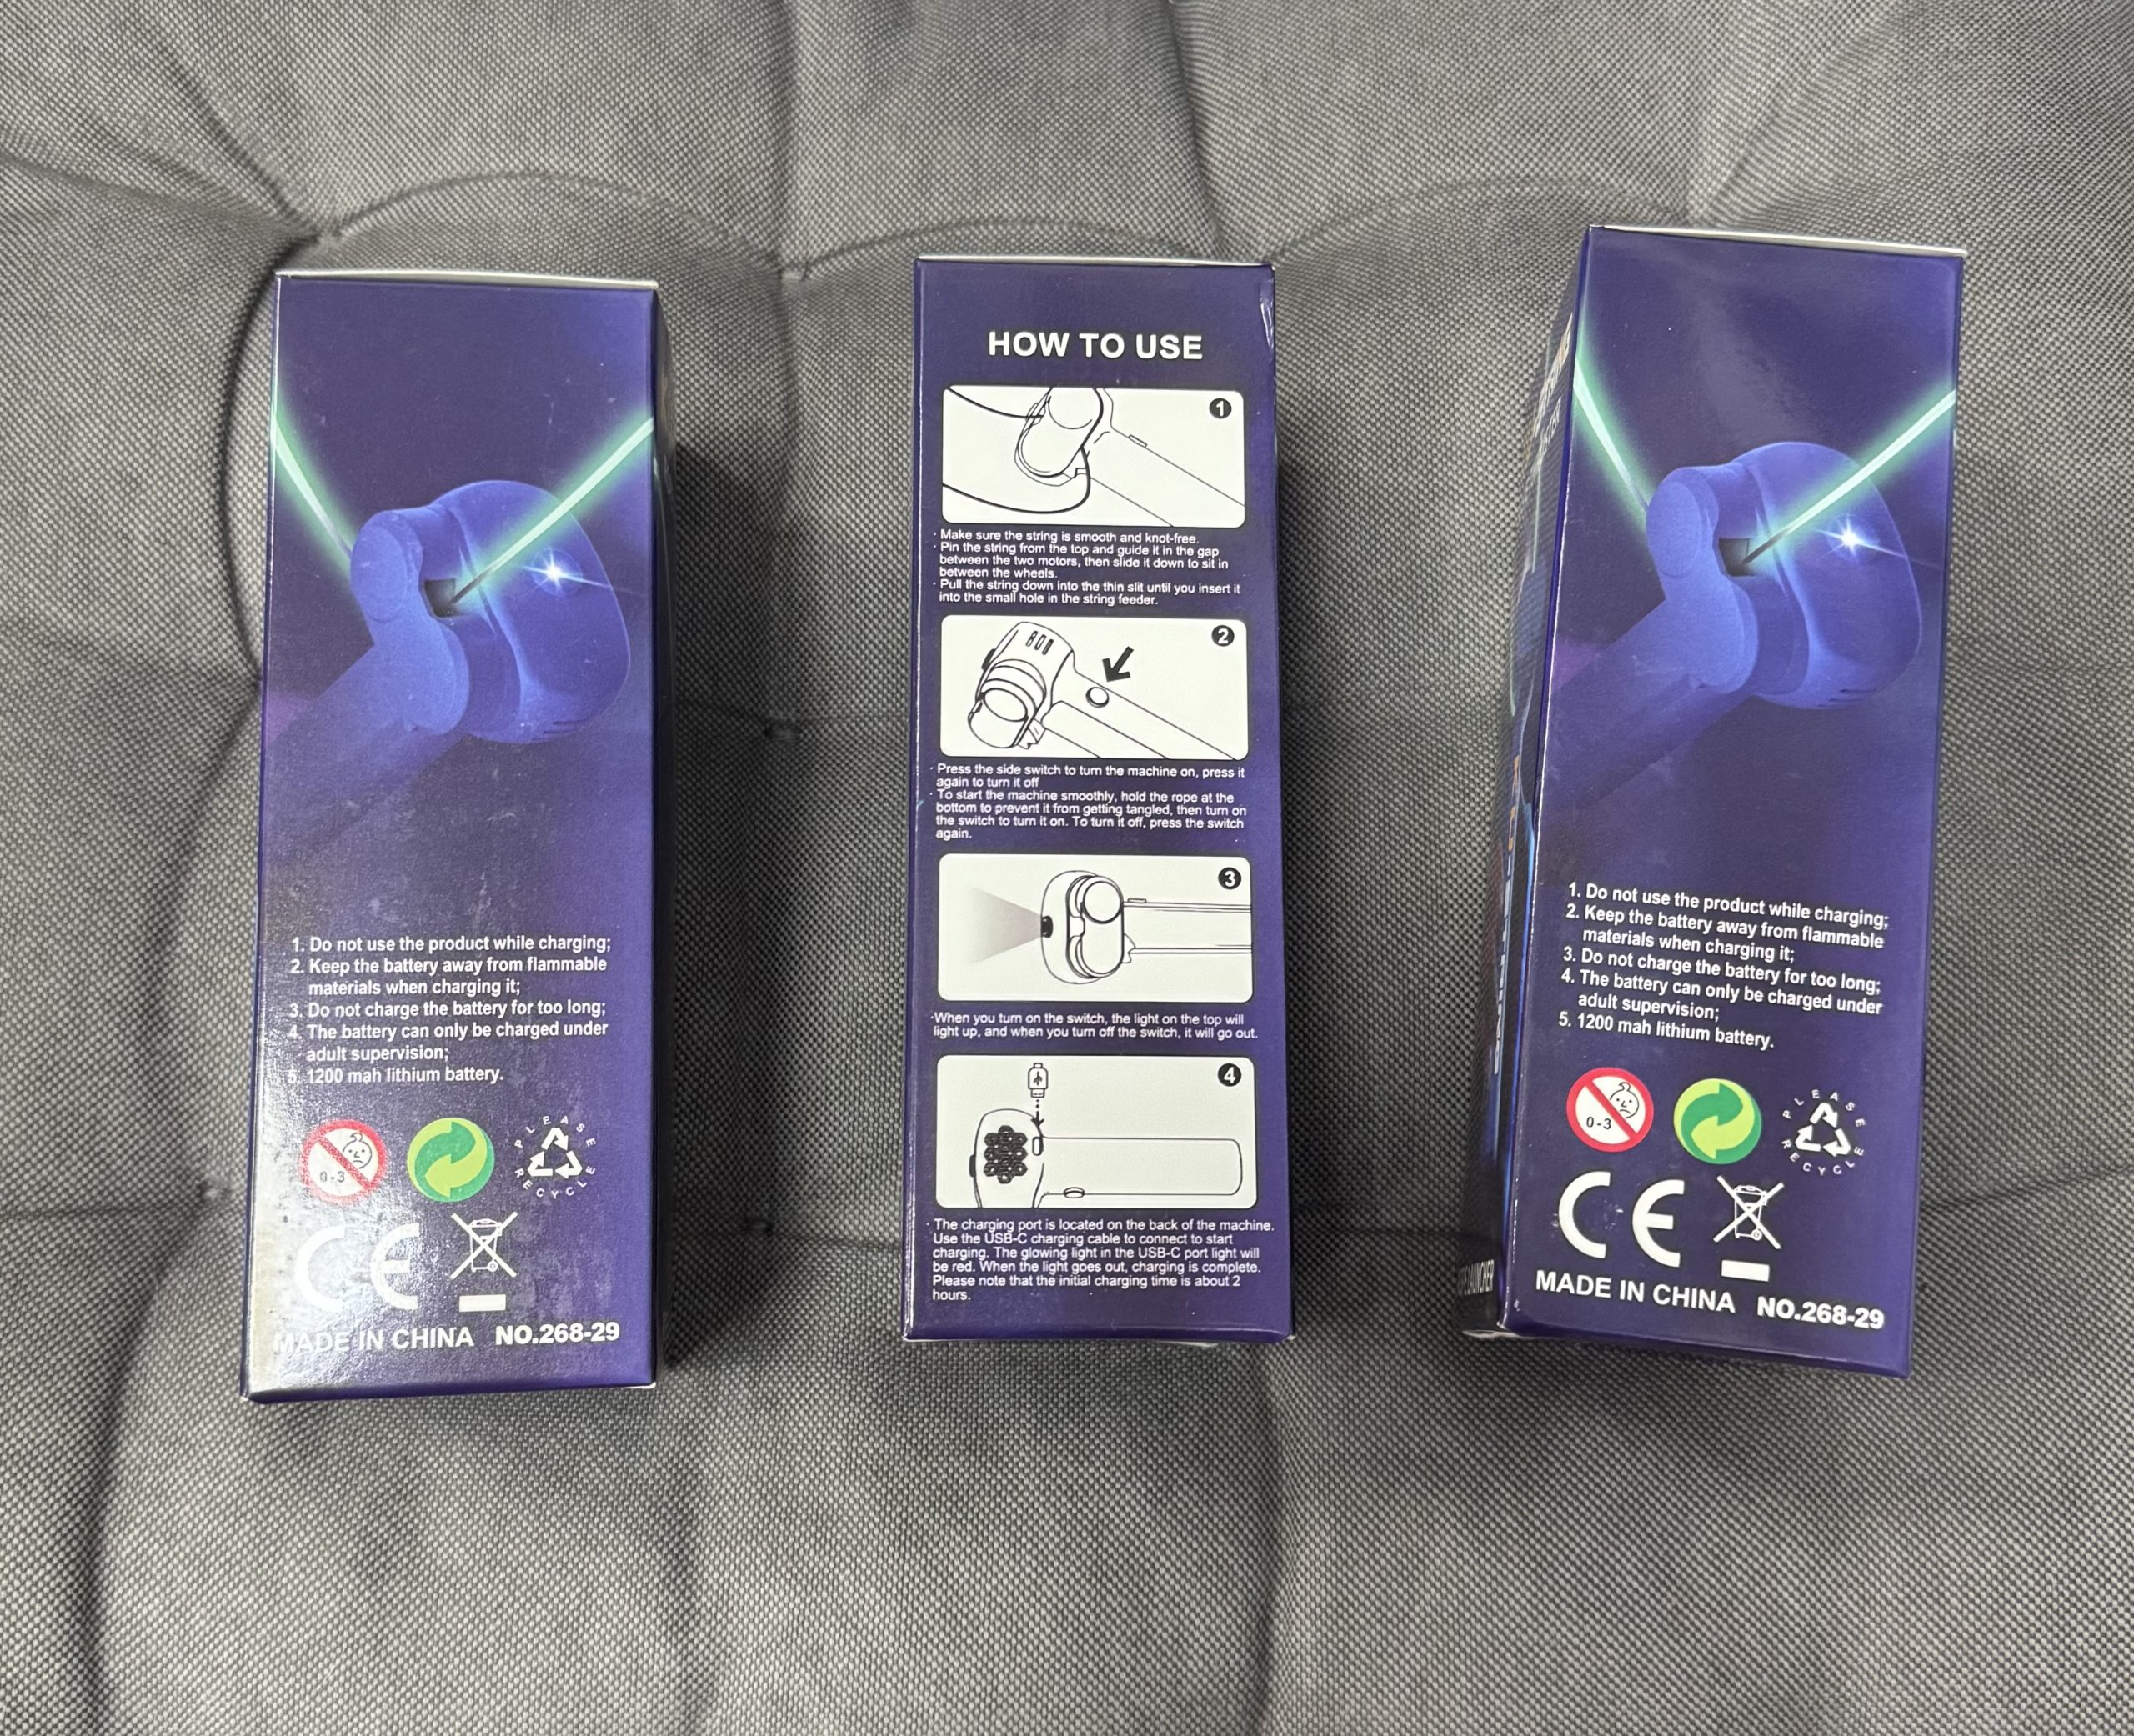 1. Do not use the product while charging;
2. Keep the battery away from flammable
materials when charging it;
3. Do not charge the battery for too long;
4. The battery can only be charged under
adult supervision;
5. 1200 mah lithium battery.
0-3
PLEASE
RECYCLE
CE
MADE IN CHINA NO.268-29
HOW TO USE
1
· Make sure the string is smooth and knot-free.
· Pin the string from the top and guide it in the gap
between the two motors, then slide it down to sit in
between the wheels.
· Pull the string down into the thin slit until you insert it
into the small hole in the string feeder.
2
· Press the side switch to turn the machine on, press it
again to turn it off
· To start the machine smoothly, hold the rope at the
bottom to prevent it from getting tangled, then turn on
the switch to turn it on. To turn it off, press the switch
again.
3
·When you turn on the switch, the light on the top will
light up, and when you turn off the switch, it will go out.
4
· The charging port is located on the back of the machine.
Use the USB-C charging cable to connect to start
charging. The glowing light in the USB-C port light will
be red. When the light goes out, charging is complete.
Please note that the initial charging time is about 2
hours.
1. Do not use the product while charging;
2. Keep the battery away from flammable
materials when charging it;
3. Do not charge the battery for too long;
4. The battery can only be charged under
adult supervision;
5. 1200 mah lithium battery.
0-3
PLEASE
RECYCLE
CE
MADE IN CHINA NO.268-29
LAUNCHER